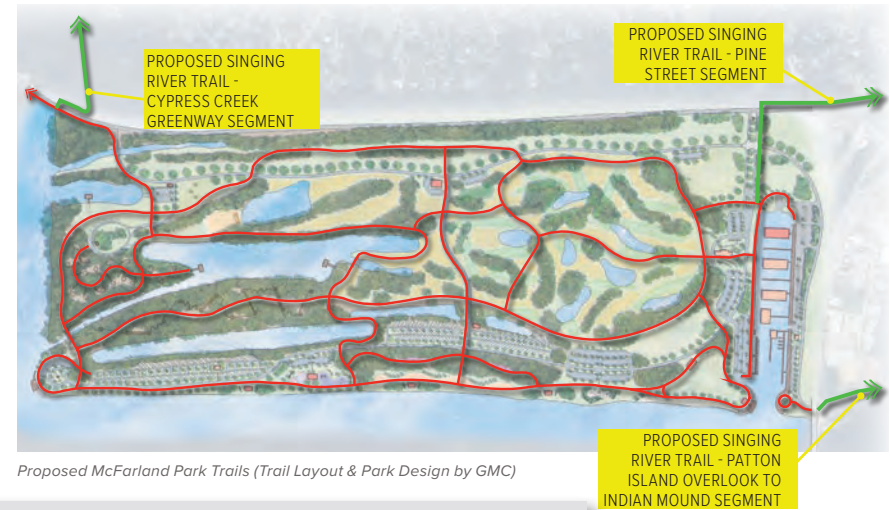 PROPOSED SINGING
RIVER TRAIL -
CYPRESS CREEK
GREENWAY SEGMENT
PROPOSED SINGING
RIVER TRAIL - PINE
STREET SEGMENT
PROPOSED SINGING
RIVER TRAIL - PATTON
ISLAND OVERLOOK TO
INDIAN MOUND SEGMENT
Proposed McFarland Park Trails (Trail Layout & Park Design by GMC)